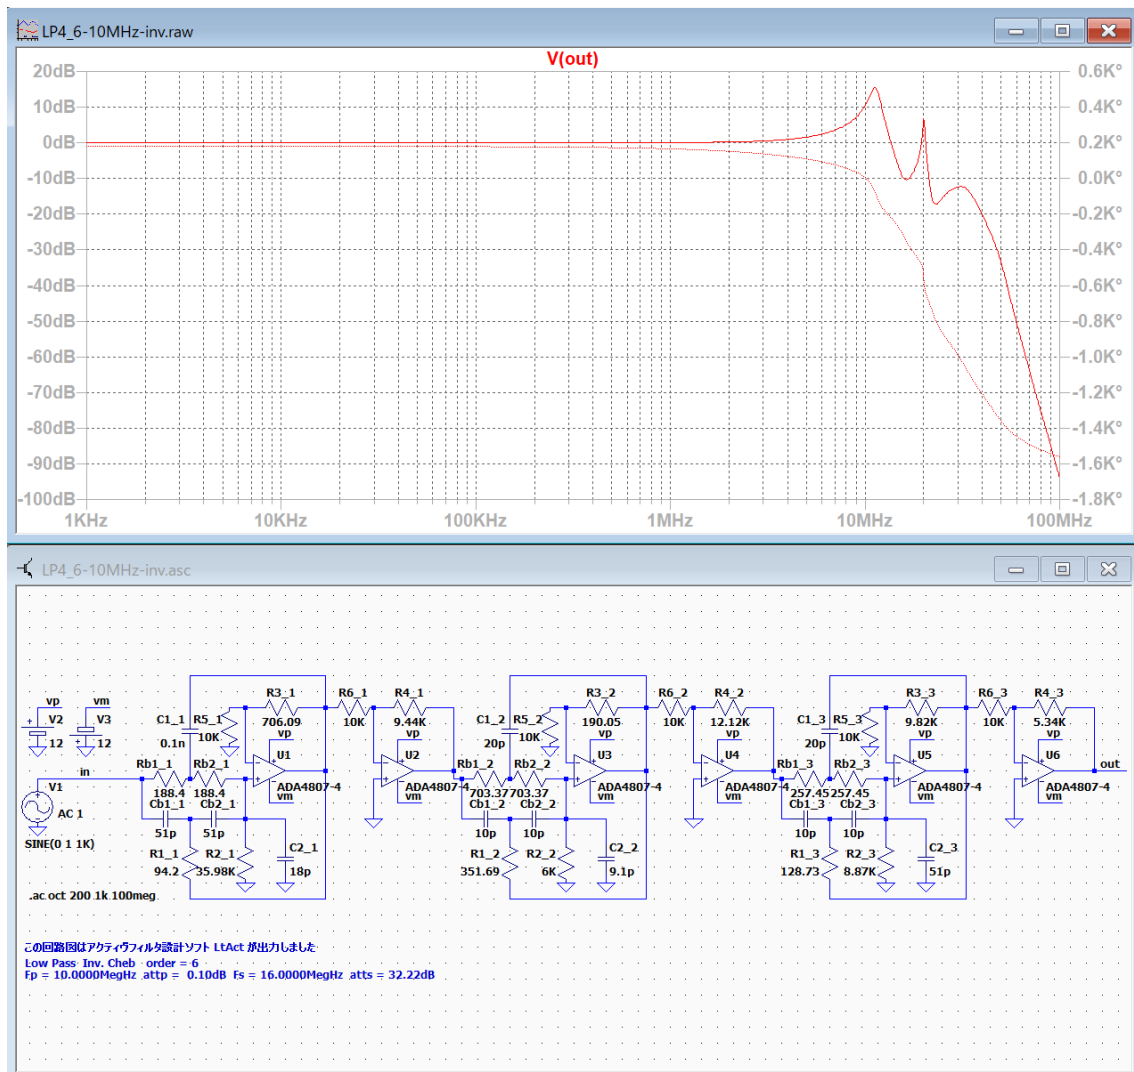 LP4_6-10MHz-inv.raw
V(out)
20dB
10dB
0dB
-10dB
-20dB
-30dB
-40dB
-50dB
-60dB
-70dB
-80dB
-90dB
-100dB
0.6K°
0.4K°
0.2K°
0.0K°
-0.2K°
-0.4K°
-0.6K°
-0.8K°
-1.0K°
-1.2K°
-1.4K°
-1.6K°
-1.8K°
1KHz 10KHz 100KHz 1MHz 10MHz 100MHz
LP4_6-10MHz-inv.asc
vp vm
V2 V3
12 12
in
V1
AC 1
SINE(0 1 1K)
.ac oct 200 1k 100meg
R3_1
706.09
R6_1
10K
R4_1
9.44K
C1_1
0.1n
R5_1
10K
vp
U1
ADA4807-4
vm
Rb1_1
188.4
Rb2_1
188.4
Cb1_1
51p
Cb2_1
51p
R1_1
94.2
R2_1
35.98K
C2_1
18p
vp
U2
ADA4807-4
vm
R3_2
190.05
R6_2
10K
R4_2
12.12K
C1_2
20p
R5_2
10K
vp
U3
ADA4807-4
vm
Rb1_2
703.37
Rb2_2
703.37
Cb1_2
10p
Cb2_2
10p
R1_2
351.69
R2_2
6K
C2_2
9.1p
vp
U4
ADA4807-4
vm
R3_3
9.82K
R6_3
10K
R4_3
5.34K
C1_3
20p
R5_3
10K
vp
U5
ADA4807-4
vm
Rb1_3
257.45
Rb2_3
257.45
Cb1_3
10p
Cb2_3
10p
R1_3
128.73
R2_3
8.87K
C2_3
51p
vp
U6
ADA4807-4
vm
out
この回路図はアクティヴフィルタ設計ソフト LtAct が出力しました
Low Pass Inv. Cheb order = 6
Fp = 10.0000MegHz attp = 0.10dB Fs = 16.0000MegHz atts = 32.22dB